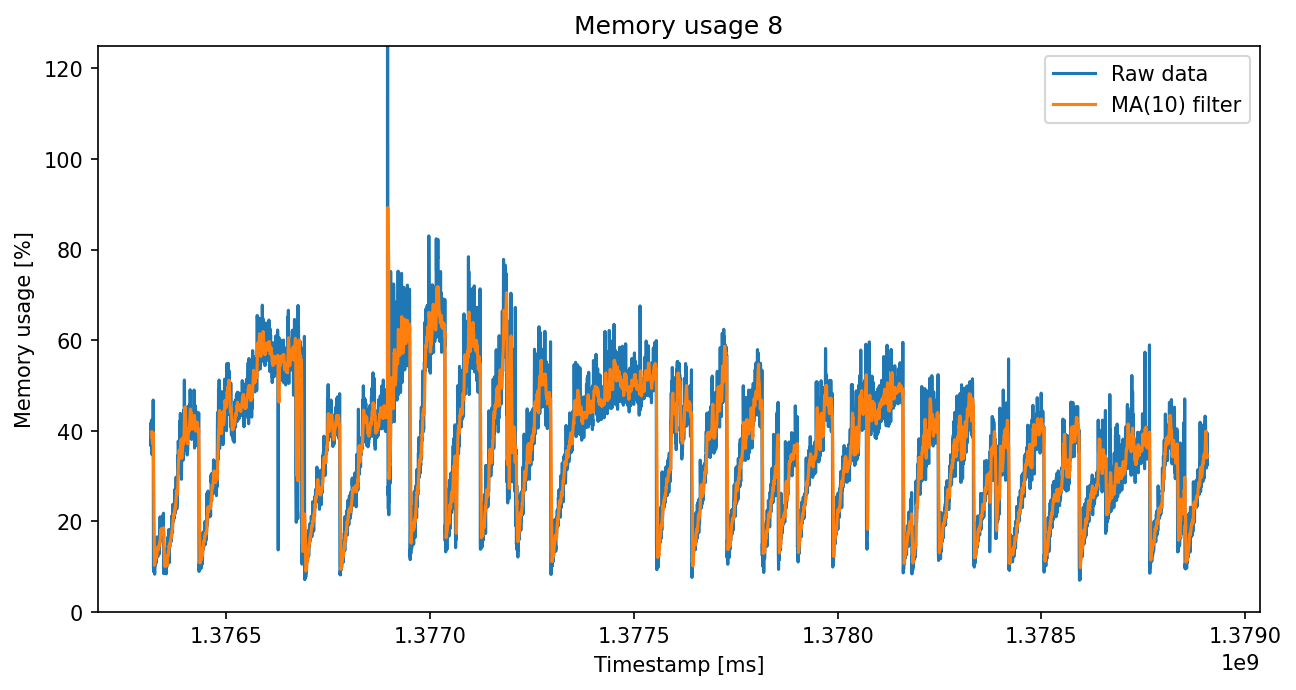 Memory usage 8
Raw data
MA(10) filter
Memory usage [%]
120
100
80
60
40
20
0
1.3765 1.3770 1.3775 1.3780 1.3785 1.3790
1e9
Timestamp [ms]